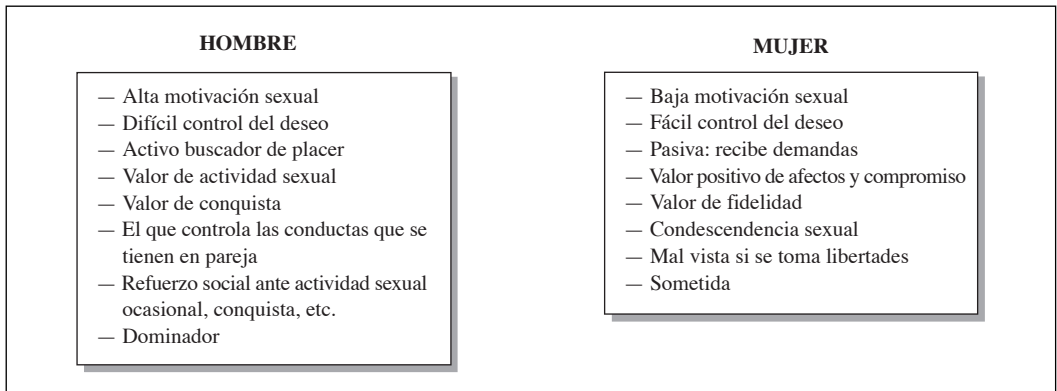 HOMBRE
— Alta motivación sexual
— Difícil control del deseo
— Activo buscador de placer
— Valor de actividad sexual
— Valor de conquista
— El que controla las conductas que se
tienen en pareja
— Refuerzo social ante actividad sexual
ocasional, conquista, etc.
— Dominador
MUJER
— Baja motivación sexual
— Fácil control del deseo
— Pasiva: recibe demandas
— Valor positivo de afectos y compromiso
— Valor de fidelidad
— Condescendencia sexual
— Mal vista si se toma libertades
— Sometida